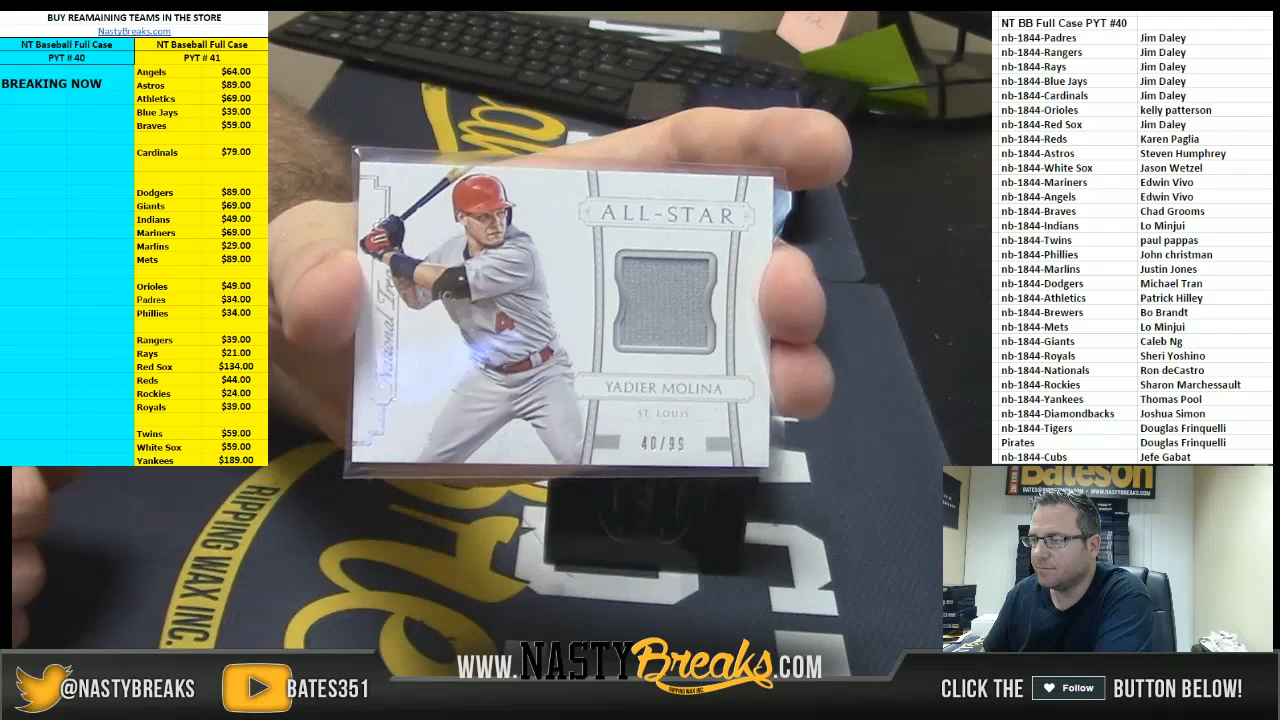 BUY REAMAINING TEAMS IN THE STORE
NastyBreaks.com
NT Baseball Full Case
PYT # 40
BREAKING NOW
NT Baseball Full Case
PYT # 41
Angels $64.00
Astros $89.00
Athletics $69.00
Blue Jays $39.00
Braves $59.00
Cardinals $79.00
Dodgers $89.00
Giants $69.00
Indians $49.00
Mariners $69.00
Marlins $29.00
Mets $89.00
Orioles $49.00
Padres $34.00
Phillies $34.00
Rangers $39.00
Rays $21.00
Red Sox $134.00
Reds $44.00
Rockies $24.00
Royals $39.00
Twins $59.00
White Sox $59.00
Yankees $189.00
ALL-STAR
YADIER MOLINA
ST. LOUIS
40/99
4
RIPPING WAX INC.
NT BB Full Case PYT #40
nb-1844-Padres Jim Daley
nb-1844-Rangers Jim Daley
nb-1844-Rays Jim Daley
nb-1844-Blue Jays Jim Daley
nb-1844-Cardinals Jim Daley
nb-1844-Orioles kelly patterson
nb-1844-Red Sox Jim Daley
nb-1844-Reds Karen Paglia
nb-1844-Astros Steven Humphrey
nb-1844-White Sox Jason Wetzel
nb-1844-Mariners Edwin Vivo
nb-1844-Angels Edwin Vivo
nb-1844-Braves Chad Grooms
nb-1844-Indians Lo Minjui
nb-1844-Twins paul pappas
nb-1844-Phillies John christman
nb-1844-Marlins Justin Jones
nb-1844-Dodgers Michael Tran
nb-1844-Athletics Patrick Hilley
nb-1844-Brewers Bo Brandt
nb-1844-Mets Lo Minjui
nb-1844-Giants Caleb Ng
nb-1844-Royals Sheri Yoshino
nb-1844-Nationals Ron deCastro
nb-1844-Rockies Sharon Marchessault
nb-1844-Yankees Thomas Pool
nb-1844-Diamondbacks Joshua Simon
nb-1844-Tigers Douglas Frinquelli
Pirates Douglas Frinquelli
nb-1844-Cubs Jefe Gabat
Bateson
@NASTYBREAKS
BATES351
WWW.NASTYBreaks.COM
RIPPING WAX INC.
CLICK THE Follow BUTTON BELOW!